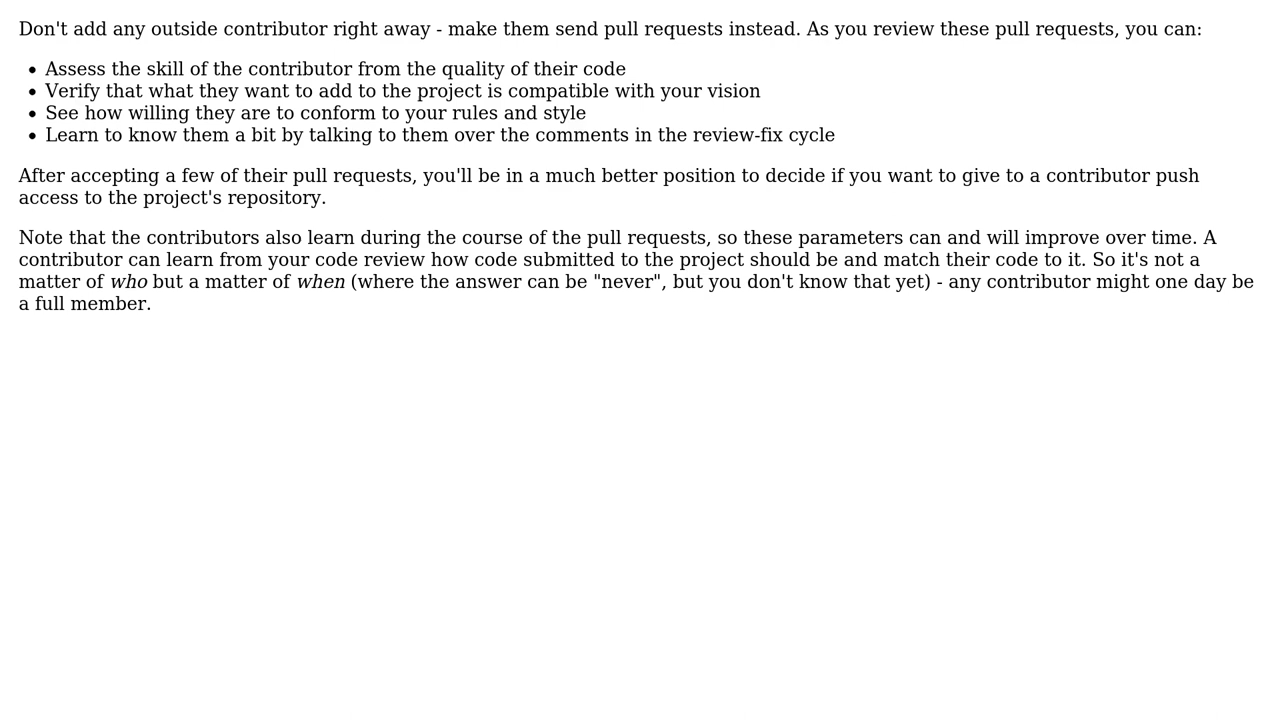 Don't add any outside contributor right away - make them send pull requests instead. As you review these pull requests, you can:
• Assess the skill of the contributor from the quality of their code
• Verify that what they want to add to the project is compatible with your vision
• See how willing they are to conform to your rules and style
• Learn to know them a bit by talking to them over the comments in the review-fix cycle
After accepting a few of their pull requests, you'll be in a much better position to decide if you want to give to a contributor push
access to the project's repository.
Note that the contributors also learn during the course of the pull requests, so these parameters can and will improve over time. A
contributor can learn from your code review how code submitted to the project should be and match their code to it. So it's not a
matter of who but a matter of when (where the answer can be "never", but you don't know that yet) - any contributor might one day be
a full member.